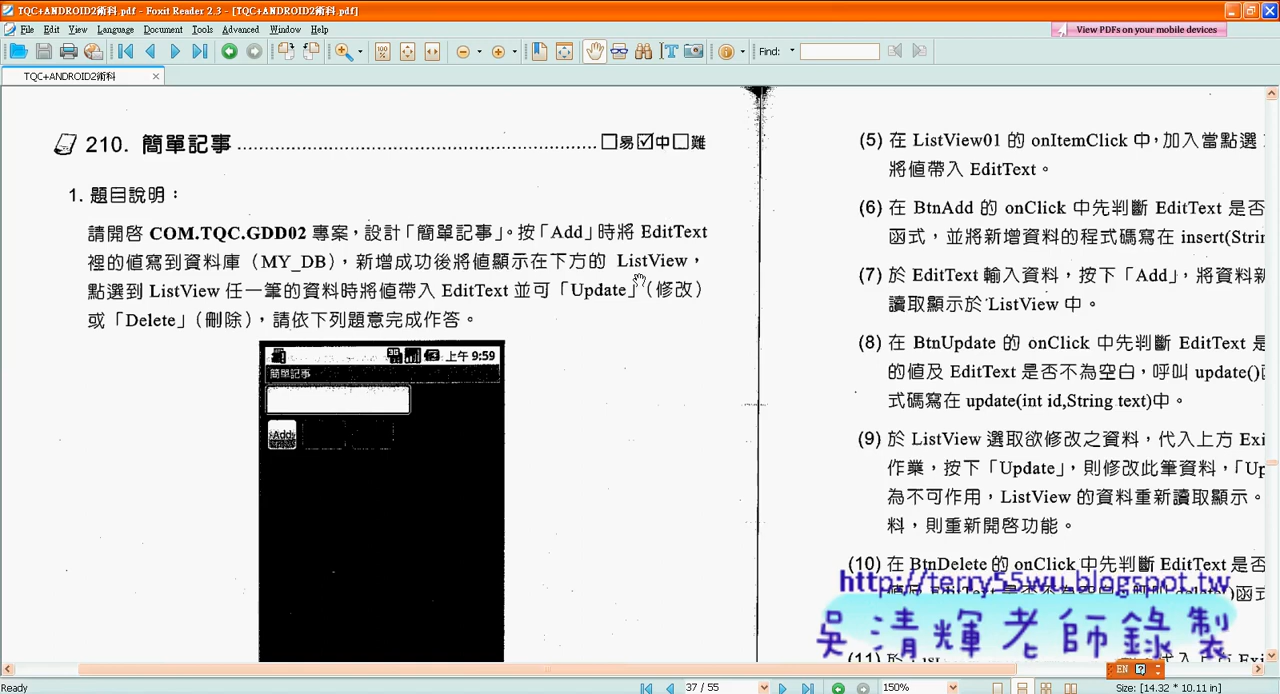 TQC+ANDROID2術科.pdf - Foxit Reader 2.3 - [TQC+ANDROID2術科.pdf]
File Edit View Language Document Tools Advanced Window Help
View PDFs on your mobile devices
Find:
TQC+ANDROID2術科
210. 簡單記事 □易☑中□難
1. 題目說明：
請開啓 COM.TQC.GDD02 專案，設計「簡單記事」。按「Add」時將 EditText
裡的値寫到資料庫（MY_DB），新增成功後將値顯示在下方的 ListView，
點選到 ListView 任一筆的資料時將値帶入 EditText 並可「Update」（修改）
或「Delete」（刪除），請依下列題意完成作答。
上午 9:59
簡單記事
Add
(5) 在 ListView01 的 onItemClick 中，加入當點選
將値帶入 EditText。
(6) 在 BtnAdd 的 onClick 中先判斷 EditText 是否
函式，並將新增資料的程式碼寫在 insert(Strin
(7) 於 EditText 輸入資料，按下「Add」，將資料新
讀取顯示於 ListView 中。
(8) 在 BtnUpdate 的 onClick 中先判斷 EditText 是
的値及 EditText 是否不為空白，呼叫 update()
式碼寫在 update(int id,String text)中。
(9) 於 ListView 選取欲修改之資料，代入上方 Exi
作業，按下「Update」，則修改此筆資料，「Up
為不可作用，ListView 的資料重新讀取顯示。
料，則重新開啓功能。
(10) 在 BtnDelete 的 onClick 中先判斷 EditText 是否
http://terry55wu.blogspot.tw
吳清輝老師錄製
(11) 於
EN
Ready
37 / 55
150%
Size: [14.32 * 10.11 in]